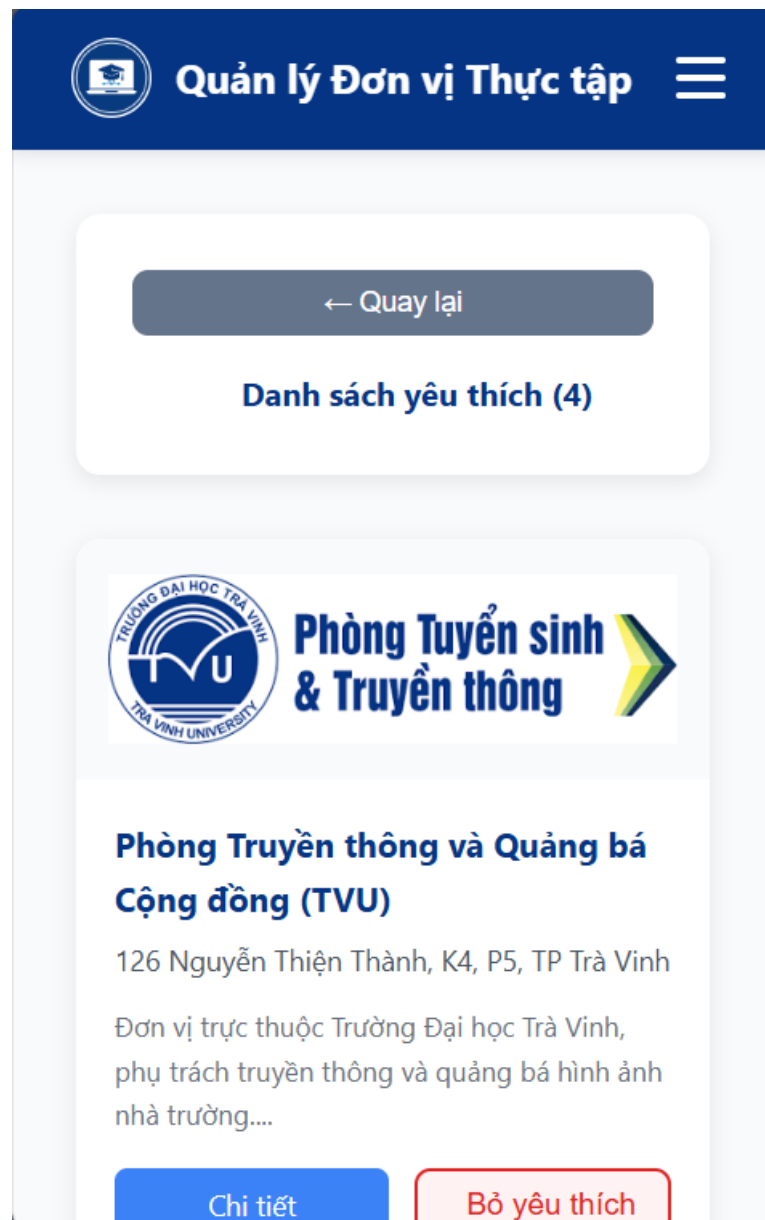 Quản lý Đơn vị Thực tập
← Quay lại
Danh sách yêu thích (4)
TRƯỜNG ĐẠI HỌC TRÀ VINH
TVU
TRA VINH UNIVERSITY
Phòng Tuyển sinh
& Truyền thông
Phòng Truyền thông và Quảng bá
Cộng đồng (TVU)
126 Nguyễn Thiện Thành, K4, P5, TP Trà Vinh
Đơn vị trực thuộc Trường Đại học Trà Vinh,
phụ trách truyền thông và quảng bá hình ảnh
nhà trường....
Chi tiết
Bỏ yêu thích